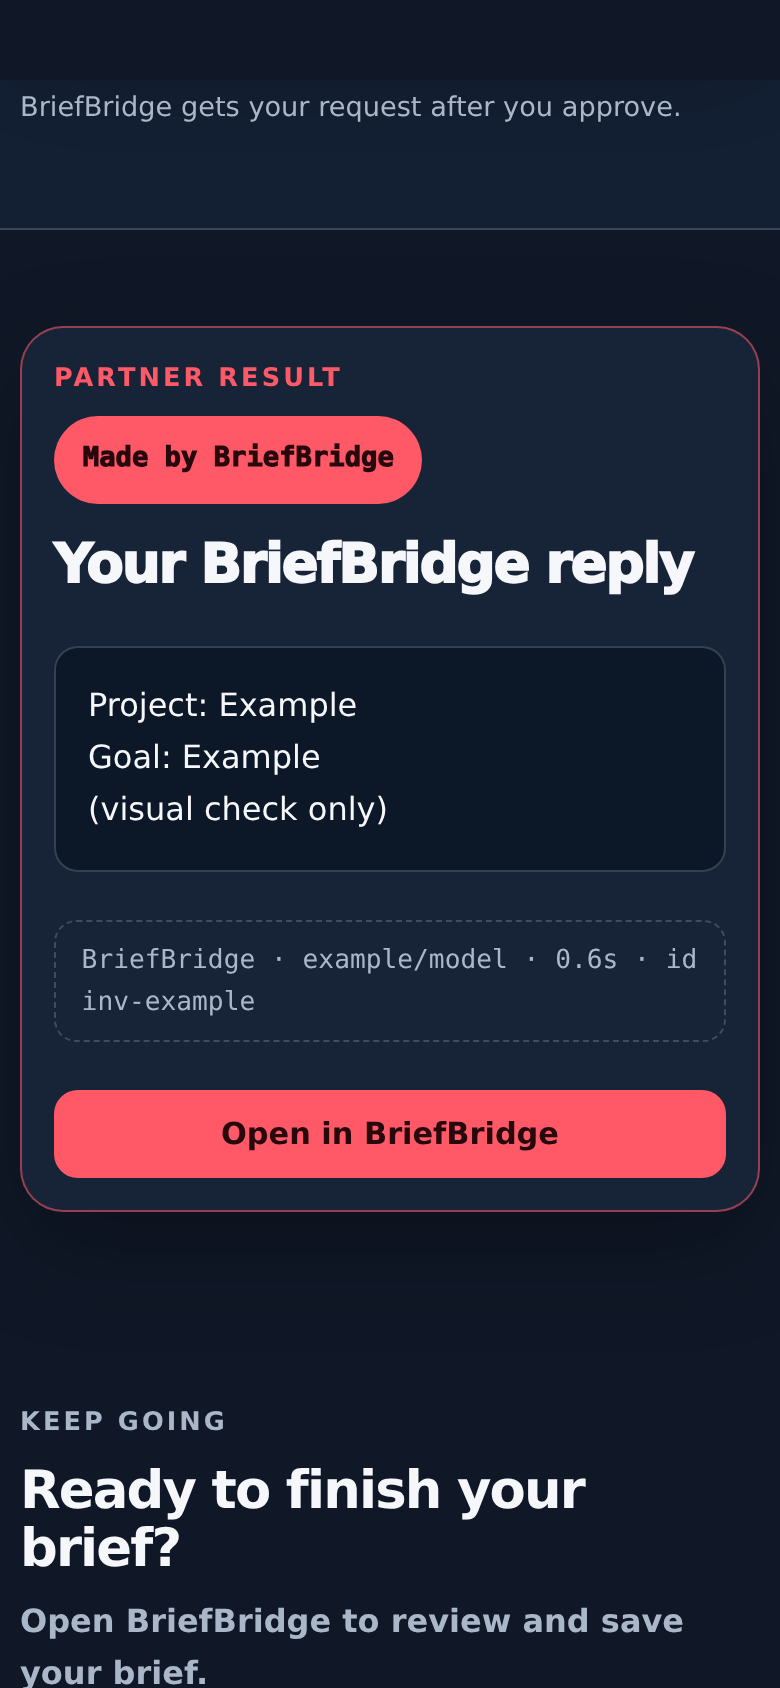 BriefBridge gets your request after you approve.
PARTNER RESULT
Made by BriefBridge
Your BriefBridge reply
Project: Example
Goal: Example
(visual check only)
BriefBridge · example/model · 0.6s · id
inv-example
Open in BriefBridge
KEEP GOING
Ready to finish your
brief?
Open BriefBridge to review and save
your brief.